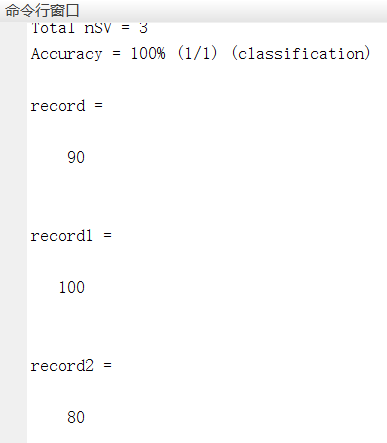 命令行窗口
Total nSV = 3
Accuracy = 100% (1/1) (classification)
record =
90
record1 =
100
record2 =
80